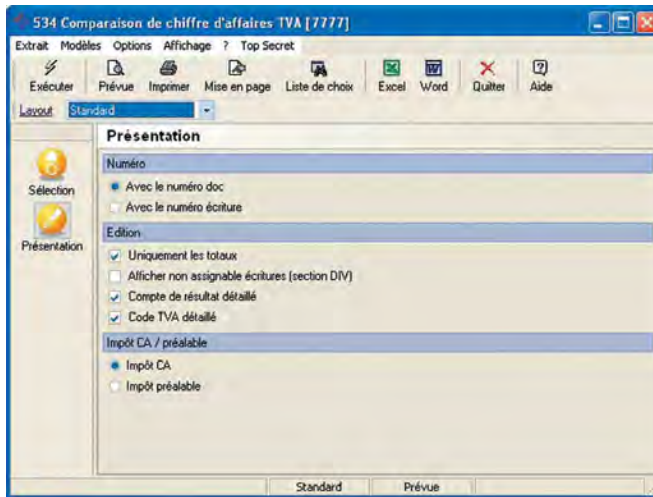 534 Comparaison de chiffre d'affaires TVA [7777]
Extrait Modèles Options Affichage ? Top Secret
Exécuter Prévue Imprimer Mise en page Liste de choix Excel Word Quitter Aide
Layout Standard
Présentation
Numéro
Avec le numéro doc
Avec le numéro écriture
Sélection
Edition
Présentation
Uniquement les totaux
Afficher non assignable écritures (section DIV)
Compte de résultat détaillé
Code TVA détaillé
Impôt CA / préalable
Impôt CA
Impôt préalable
Standard Prévue